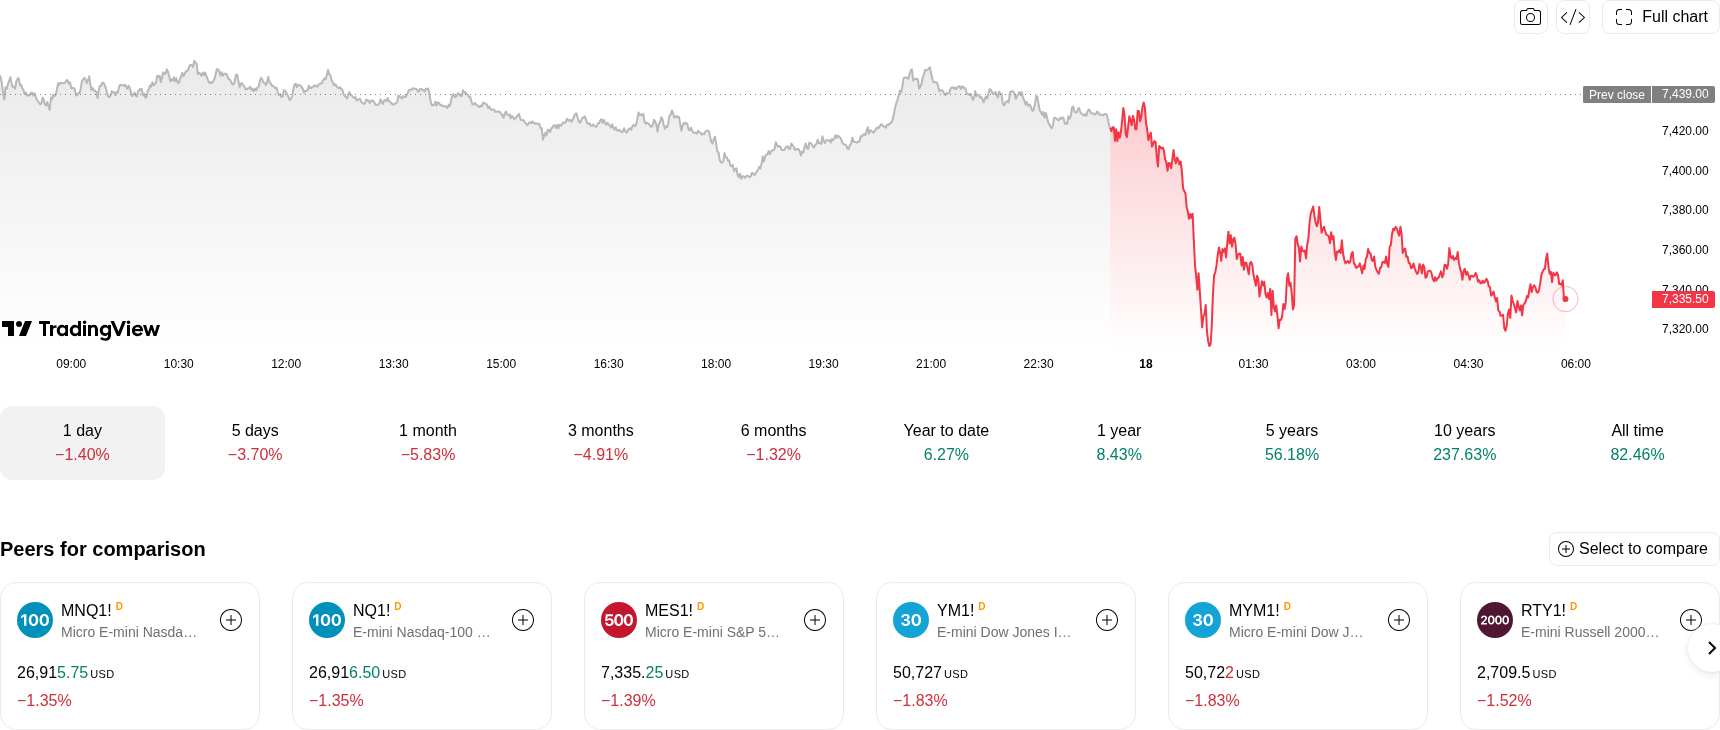 Full chart
Prev close 7,439.00
7,420.00
7,400.00
7,380.00
7,360.00
7,340.00
7,335.50
7,320.00
TradingView
09:00 10:30 12:00 13:30 15:00 16:30 18:00 19:30 21:00 22:30 18 01:30 03:00 04:30 06:00
1 day 5 days 1 month 3 months 6 months Year to date 1 year 5 years 10 years All time
−1.40% −3.70% −5.83% −4.91% −1.32% 6.27% 8.43% 56.18% 237.63% 82.46%
Peers for comparison
Select to compare
100 MNQ1! D
Micro E-mini Nasda…
26,915.75 USD
−1.35%
100 NQ1! D
E-mini Nasdaq-100 …
26,916.50 USD
−1.35%
500 MES1! D
Micro E-mini S&P 5…
7,335.25 USD
−1.39%
30 YM1! D
E-mini Dow Jones I…
50,727 USD
−1.83%
30 MYM1! D
Micro E-mini Dow J…
50,722 USD
−1.83%
2000 RTY1! D
E-mini Russell 2000…
2,709.5 USD
−1.52%